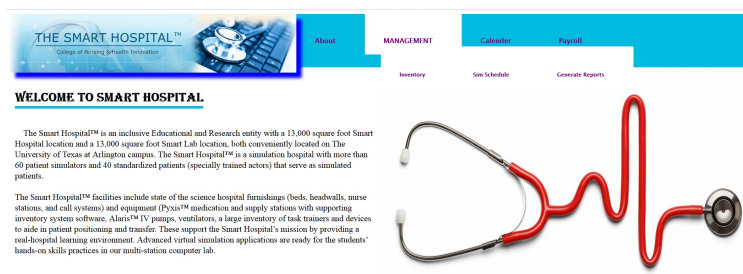 THE SMART HOSPITAL™
College of Nursing & Health Innovation
About
MANAGEMENT
Calender
Payroll
Inventory
Sim Schedule
Generate Reports
WELCOME TO SMART HOSPITAL
The Smart Hospital™ is an inclusive Educational and Research entity with a 13,000 square foot Smart
Hospital location and a 13,000 square foot Smart Lab location, both conveniently located on The
University of Texas at Arlington campus. The Smart Hospital™ is a simulation hospital with more than
60 patient simulators and 40 standardized patients (specially trained actors) that serve as simulated
patients.
The Smart Hospital™ facilities include state of the science hospital furnishings (beds, headwalls, nurse
stations, and call systems) and equipment (Pyxis™ medication and supply stations with supporting
inventory system software, Alaris™ IV pumps, ventilators, a large inventory of task trainers and devices
to aide in patient positioning and transfer. These support the Smart Hospital's mission by providing a
real-hospital learning environment. Advanced virtual simulation applications are ready for the students'
hands-on skills practices in our multi-station computer lab.